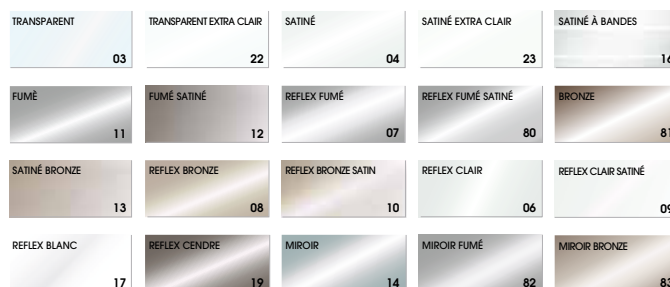 TRANSPARENT
03
TRANSPARENT EXTRA CLAIR
22
SATINÉ
04
SATINÉ EXTRA CLAIR
23
SATINÉ À BANDES
16
FUMÈ
11
FUMÉ SATINÉ
12
REFLEX FUMÉ
07
REFLEX FUMÉ SATINÉ
80
BRONZE
81
SATINÉ BRONZE
13
REFLEX BRONZE
08
REFLEX BRONZE SATIN
10
REFLEX CLAIR
06
REFLEX CLAIR SATINÉ
09
REFLEX BLANC
17
REFLEX CENDRE
19
MIROIR
14
MIROIR FUMÉ
82
MIROIR BRONZE
83